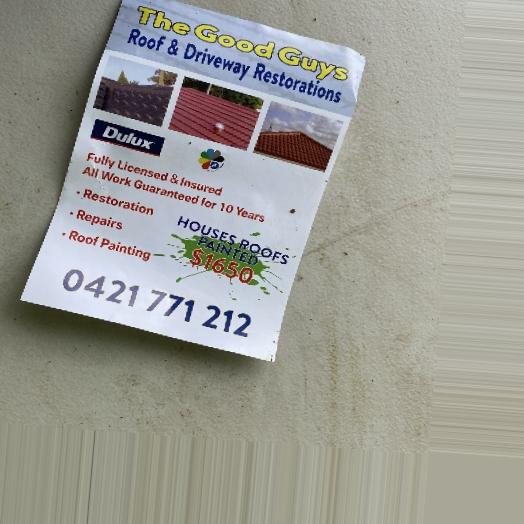 The Good Guys
Roof & Driveway Restorations
Dulux
Fully Licensed & Insured
All Work Guaranteed for 10 Years
• Restoration
• Repairs
• Roof Painting
HOUSES ROOFS
PAINTED
$1650
0421 771 212